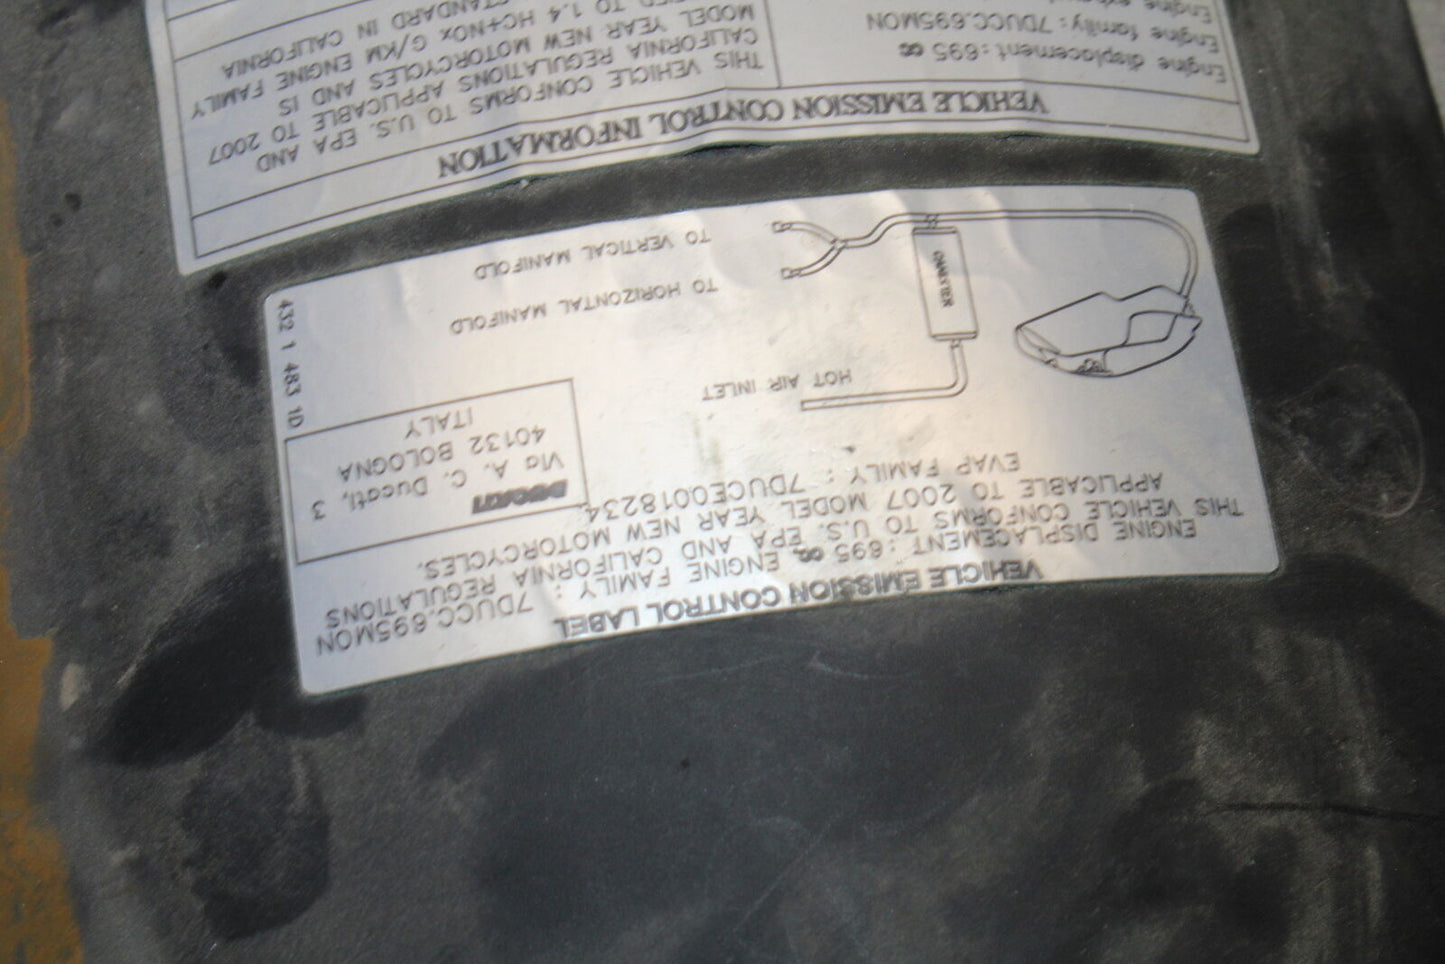 VEHICLE EMISSION CONTROL LABEL
ENGINE DISPLACEMENT : 695 cc ENGINE FAMILY : 7DUCC.695MON
THIS VEHICLE CONFORMS TO U.S. EPA AND CALIFORNIA REGULATIONS
APPLICABLE TO 2007 MODEL YEAR NEW MOTORCYCLES.
EVAP FAMILY : 7DUCE0018234
DUCATI
Via A. C. Ducati, 3
40132 BOLOGNA
ITALY
HOT AIR INLET
CANISTER
TO HORIZONTAL MANIFOLD
TO VERTICAL MANIFOLD
432 1 483 1D
VEHICLE EMISSION CONTROL INFORMATION
Engine displacement : 695 cc
Engine family : 7DUCC.695MON
Engine
THIS VEHICLE CONFORMS TO U.S. EPA AND
CALIFORNIA REGULATIONS APPLICABLE TO 2007
MODEL YEAR NEW MOTORCYCLES AND IS
TO 1.4 HC+NOx G/KM ENGINE FAMILY
STANDARD IN CALIFORNIA